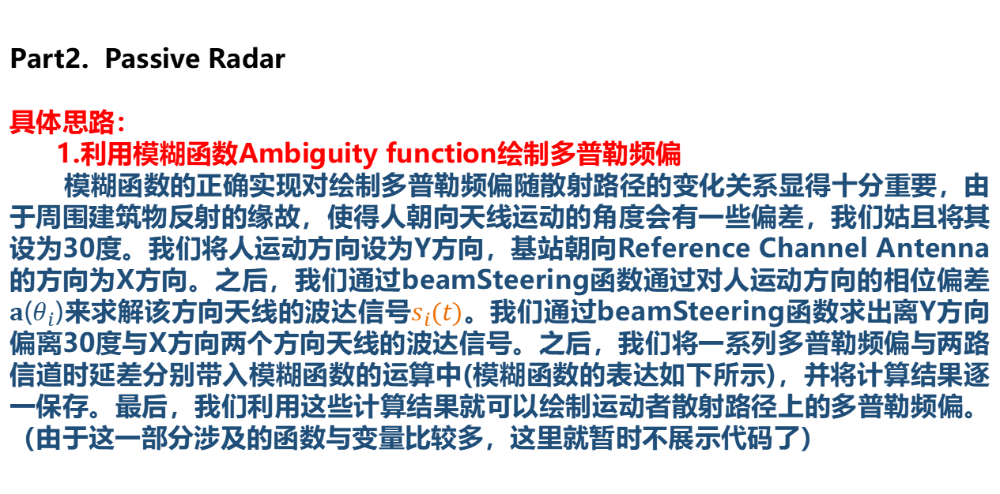 Part2.  Passive Radar
具体思路：
1.利用模糊函数Ambiguity function绘制多普勒频偏
模糊函数的正确实现对绘制多普勒频偏随散射路径的变化关系显得十分重要，由
于周围建筑物反射的缘故，使得人朝向天线运动的角度会有一些偏差，我们姑且将其
设为30度。我们将人运动方向设为Y方向，基站朝向Reference Channel Antenna
的方向为X方向。之后，我们通过beamSteering函数通过对人运动方向的相位偏差
a(θᵢ)来求解该方向天线的波达信号sᵢ(t)。我们通过beamSteering函数求出离Y方向
偏离30度与X方向两个方向天线的波达信号。之后，我们将一系列多普勒频偏与两路
信道时延差分别带入模糊函数的运算中(模糊函数的表达如下所示)，并将计算结果逐
一保存。最后，我们利用这些计算结果就可以绘制运动者散射路径上的多普勒频偏。
（由于这一部分涉及的函数与变量比较多，这里就暂时不展示代码了）